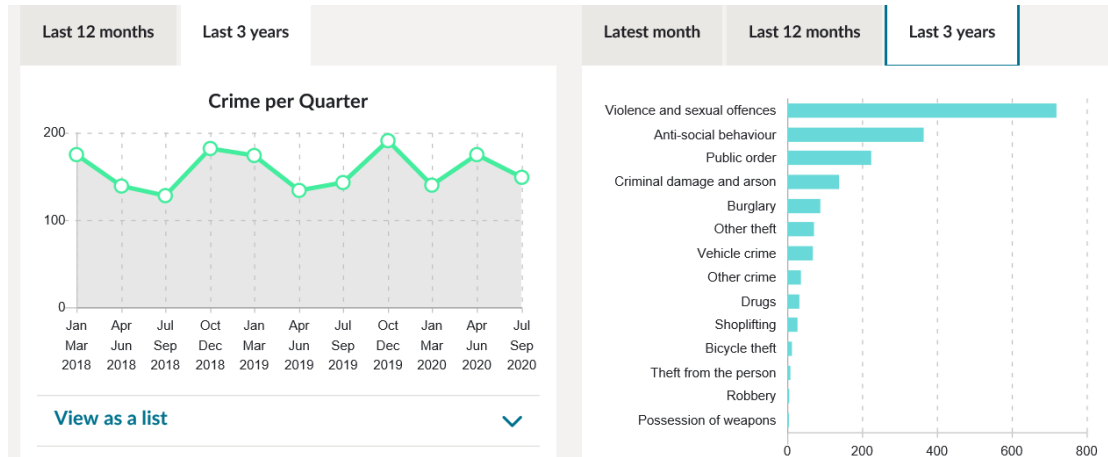 Last 12 months
Last 3 years
Crime per Quarter
200
100
0
Jan Apr Jul Oct Jan Apr Jul Oct Jan Apr Jul
Mar Jun Sep Dec Mar Jun Sep Dec Mar Jun Sep
2018 2018 2018 2018 2019 2019 2019 2019 2020 2020 2020
View as a list
Latest month
Last 12 months
Last 3 years
Violence and sexual offences
Anti-social behaviour
Public order
Criminal damage and arson
Burglary
Other theft
Vehicle crime
Other crime
Drugs
Shoplifting
Bicycle theft
Theft from the person
Robbery
Possession of weapons
0 200 400 600 800